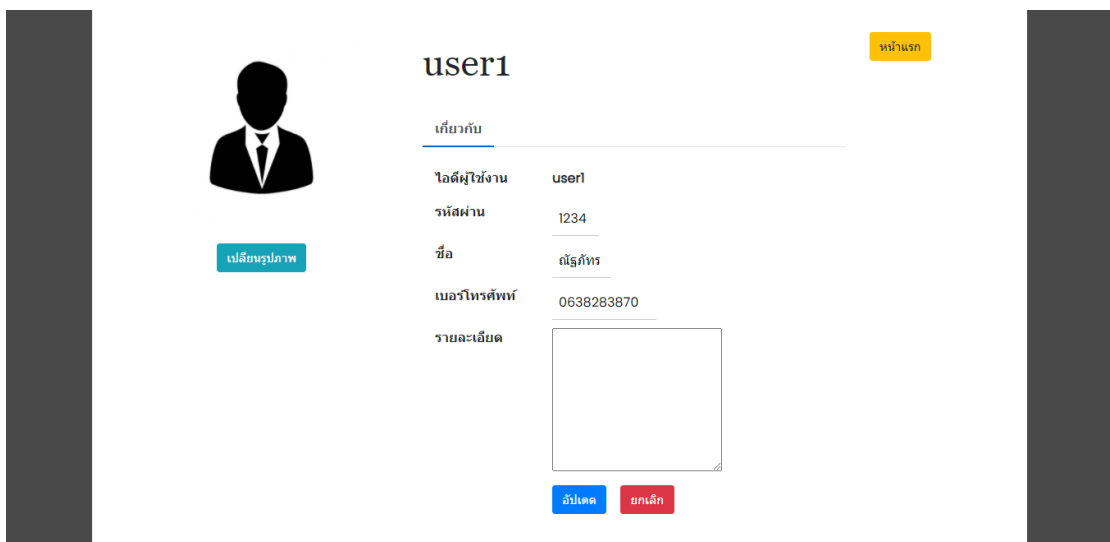 user1
หน้าแรก
เกี่ยวกับ
ไอดีผู้ใช้งาน user1
รหัสผ่าน 1234
เปลี่ยนรูปภาพ
ชื่อ ณัฐภัทร
เบอร์โทรศัพท์ 0638283870
รายละเอียด
อัปเดต ยกเลิก